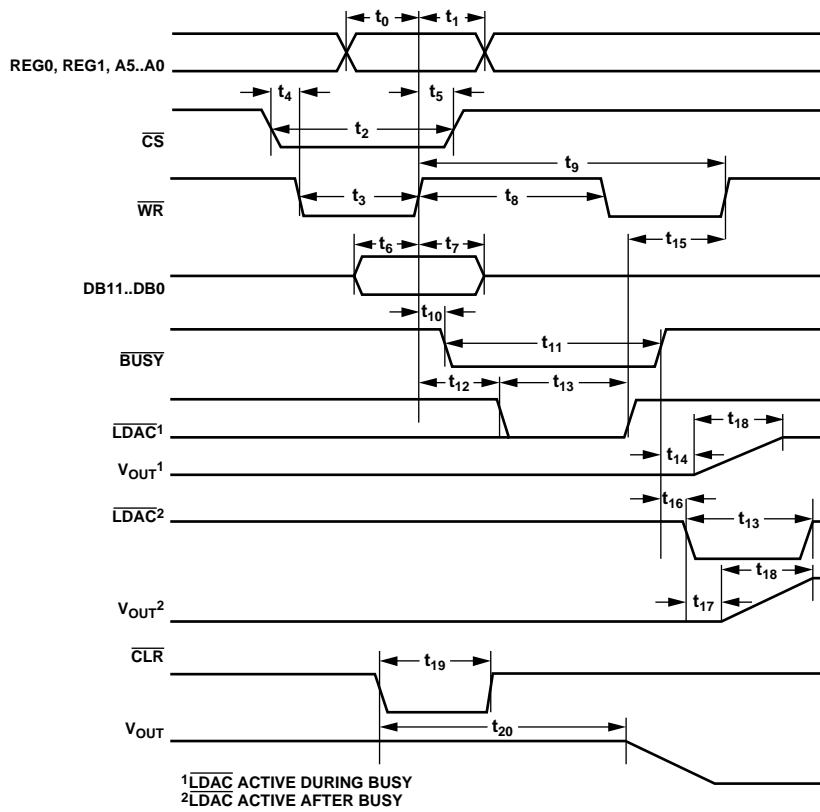 t0 t1
REG0, REG1, A5..A0
t4 t5
t2
CS
t9
WR t3 t8
t15
t6 t7
DB11..DB0
t10
BUSY t11
t12 t13
LDAC1 t18
t14
VOUT1
t16
LDAC2 t13
t18
t17
VOUT2
CLR t19
VOUT t20
1LDAC ACTIVE DURING BUSY
2LDAC ACTIVE AFTER BUSY